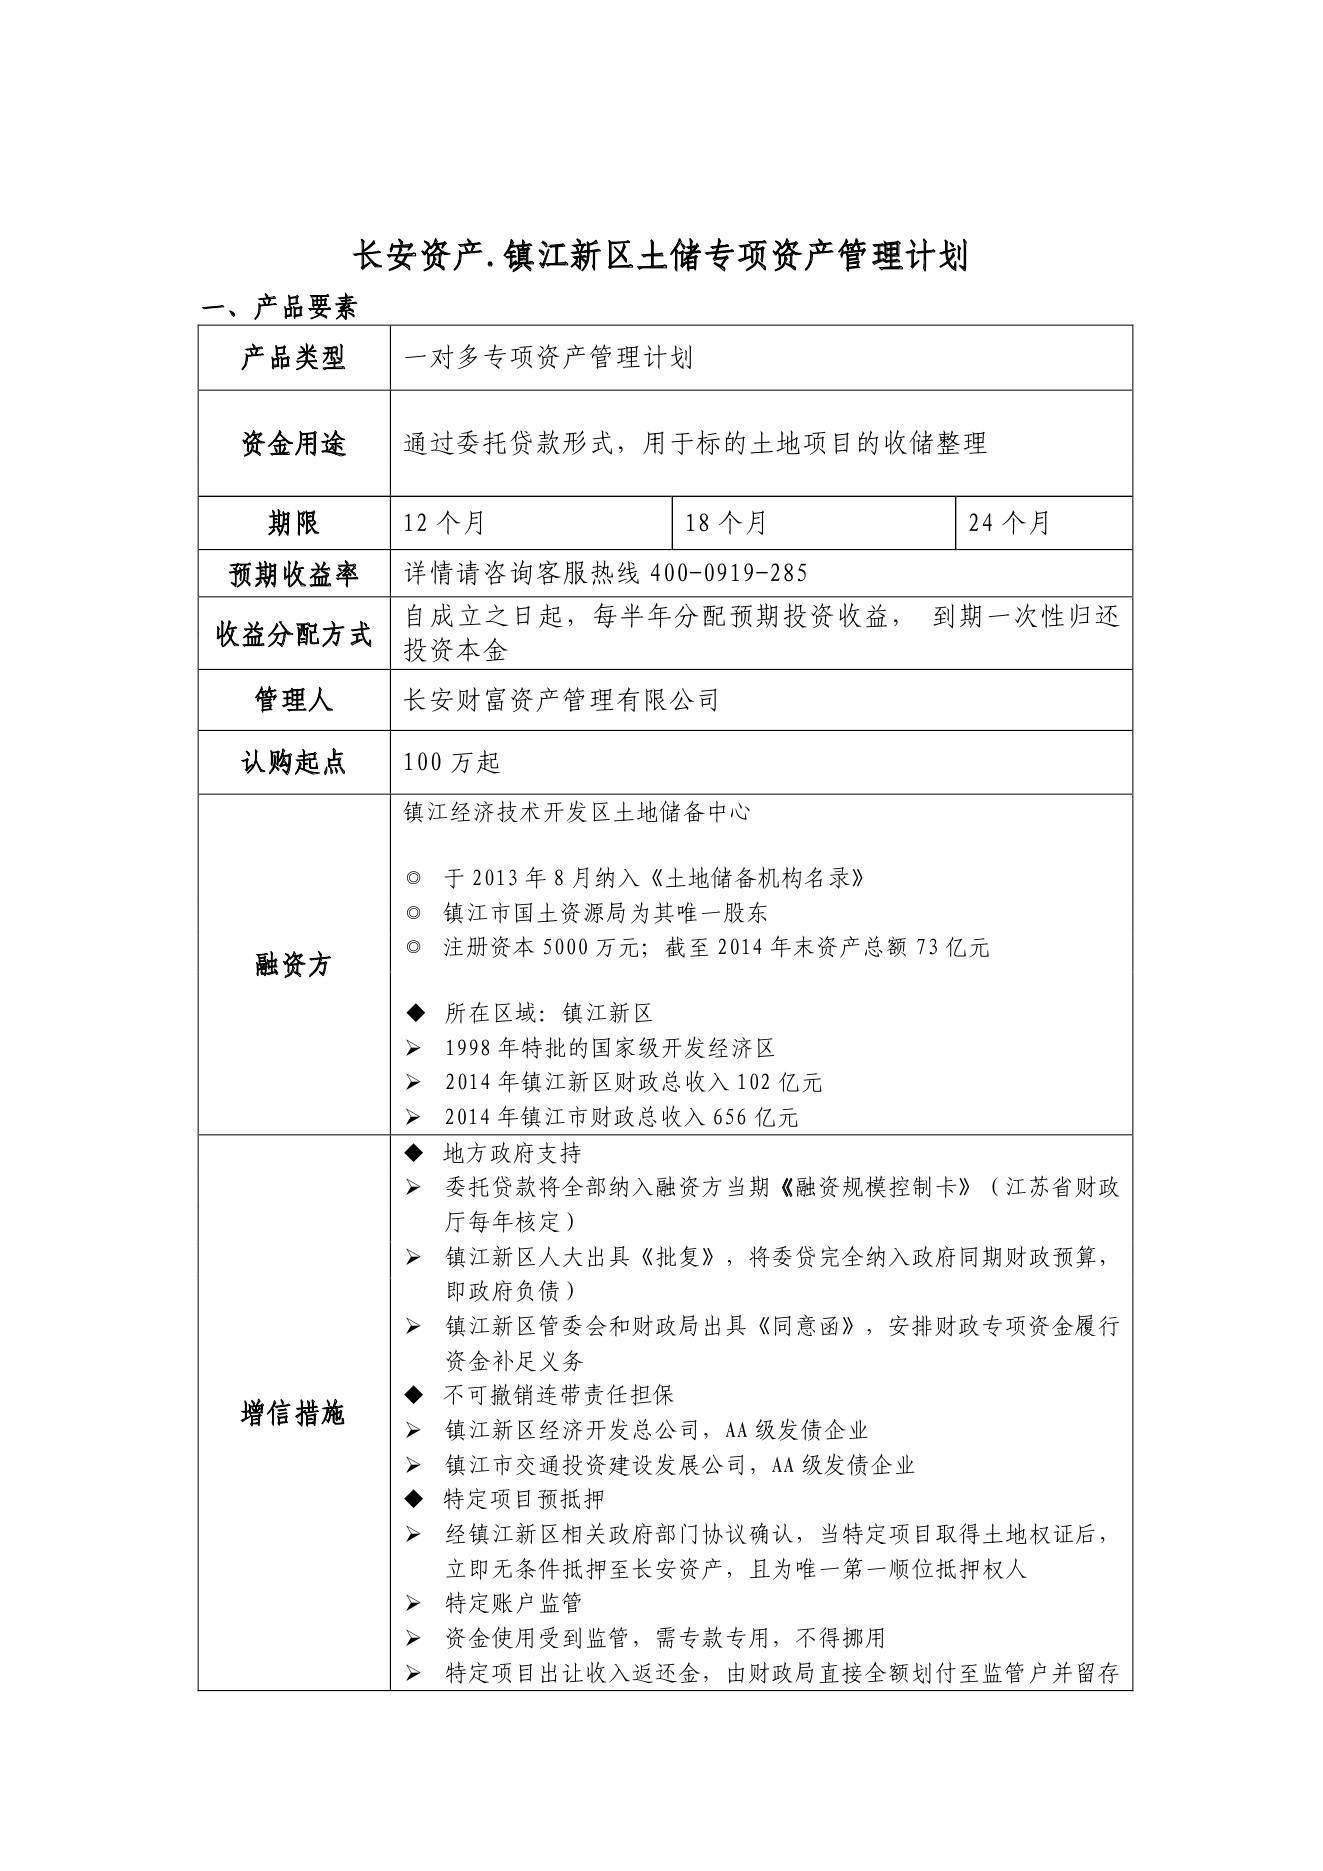 长安资产.镇江新区土储专项资产管理计划
一、产品要素
产品类型
一对多专项资产管理计划
资金用途
通过委托贷款形式，用于标的土地项目的收储整理
期限
12 个月
18 个月
24 个月
预期收益率
详情请咨询客服热线 400-0919-285
收益分配方式
自成立之日起，每半年分配预期投资收益， 到期一次性归还
投资本金
管理人
长安财富资产管理有限公司
认购起点
100 万起
融资方
镇江经济技术开发区土地储备中心
◎ 于 2013 年 8 月纳入《土地储备机构名录》
◎ 镇江市国土资源局为其唯一股东
◎ 注册资本 5000 万元；截至 2014 年末资产总额 73 亿元
◆ 所在区域：镇江新区
➢ 1998 年特批的国家级开发经济区
➢ 2014 年镇江新区财政总收入 102 亿元
➢ 2014 年镇江市财政总收入 656 亿元
增信措施
◆ 地方政府支持
➢ 委托贷款将全部纳入融资方当期《融资规模控制卡》（江苏省财政
厅每年核定）
➢ 镇江新区人大出具《批复》，将委贷完全纳入政府同期财政预算，
即政府负债）
➢ 镇江新区管委会和财政局出具《同意函》，安排财政专项资金履行
资金补足义务
◆ 不可撤销连带责任担保
➢ 镇江新区经济开发总公司，AA 级发债企业
➢ 镇江市交通投资建设发展公司，AA 级发债企业
◆ 特定项目预抵押
➢ 经镇江新区相关政府部门协议确认，当特定项目取得土地权证后，
立即无条件抵押至长安资产，且为唯一第一顺位抵押权人
➢ 特定账户监管
➢ 资金使用受到监管，需专款专用，不得挪用
➢ 特定项目出让收入返还金，由财政局直接全额划付至监管户并留存